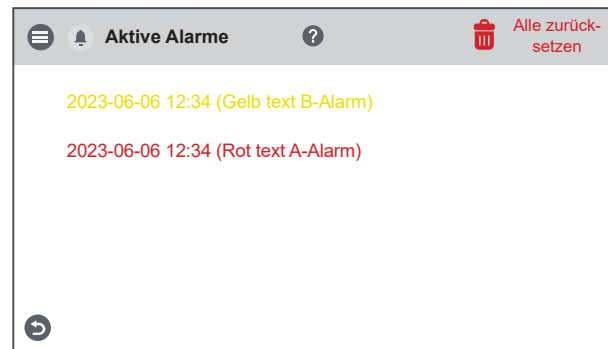 Aktive Alarme
?
Alle zurück-
setzen
2023-06-06 12:34 (Gelb text B-Alarm)
2023-06-06 12:34 (Rot text A-Alarm)